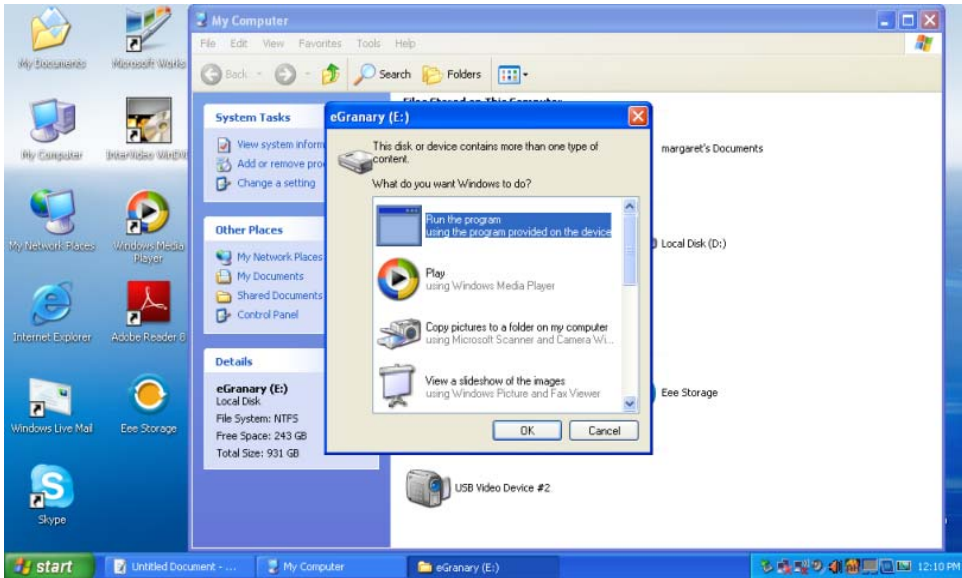 My Documents
Microsoft Works
My Computer
My Network Places
Windows Media
Player
Internet Explorer
Adobe Reader 8
Windows Live Mail
Eee Storage
Skype
My Computer
File Edit View Favorites Tools Help
Back Search Folders
System Tasks
View system inform
Add or remove pro
Change a setting
Other Places
My Network Places
My Documents
Shared Documents
Control Panel
Details
eGranary (E:)
Local Disk
File System: NTFS
Free Space: 243 GB
Total Size: 931 GB
Files Stored on This Computer
margaret's Documents
Local Disk (D:)
Eee Storage
USB Video Device #2
eGranary (E:)
This disk or device contains more than one type of
content.
What do you want Windows to do?
Run the program
using the program provided on the device
Play
using Windows Media Player
Copy pictures to a folder on my computer
using Microsoft Scanner and Camera Wi...
View a slideshow of the images
using Windows Picture and Fax Viewer
OK Cancel
start
Untitled Document - ...
My Computer
eGranary (E:)
12:10 PM